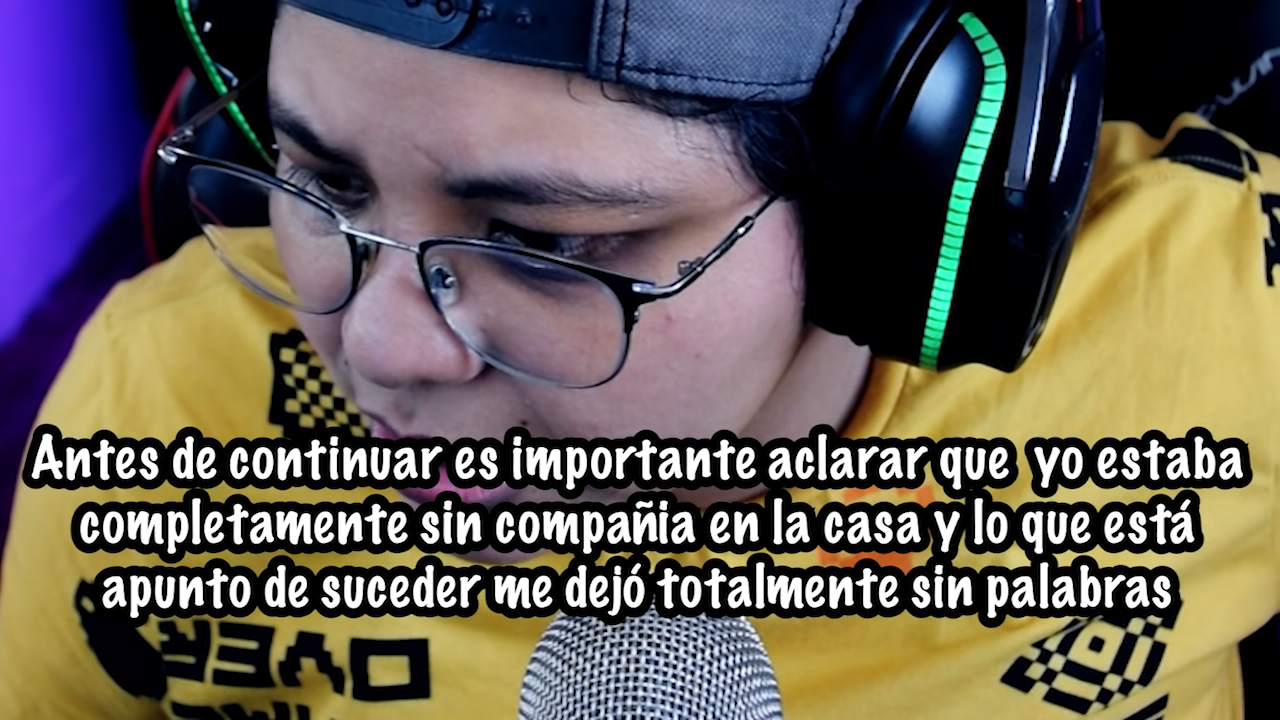 Antes de continuar es importante aclarar que yo estaba
completamente sin compañia en la casa y lo que está
apunto de suceder me dejó totalmente sin palabras
OVER